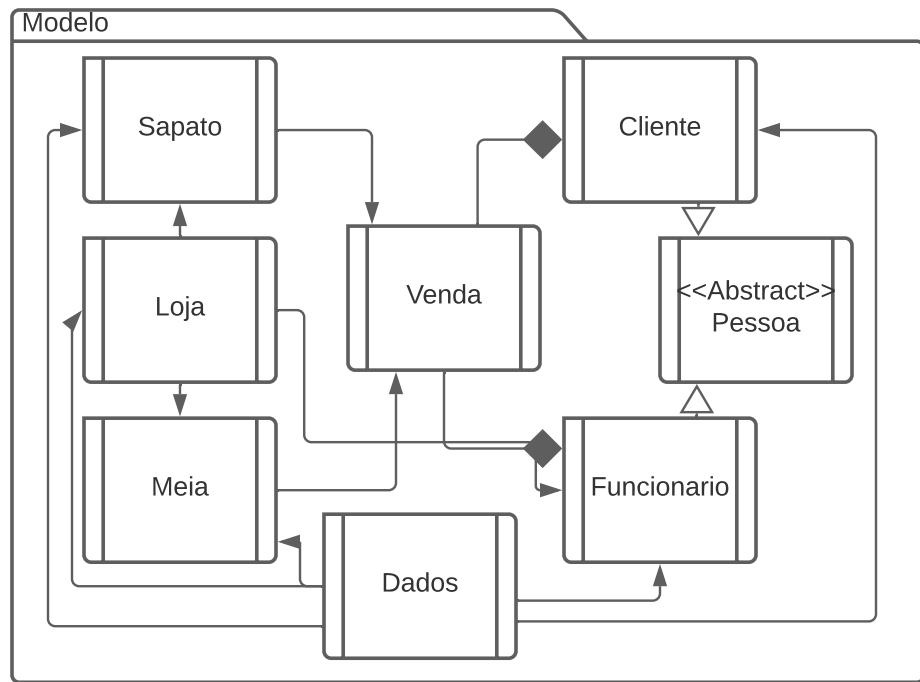 Modelo
Sapato
Cliente
Loja
Venda
<<Abstract>>
Pessoa
Meia
Funcionario
Dados